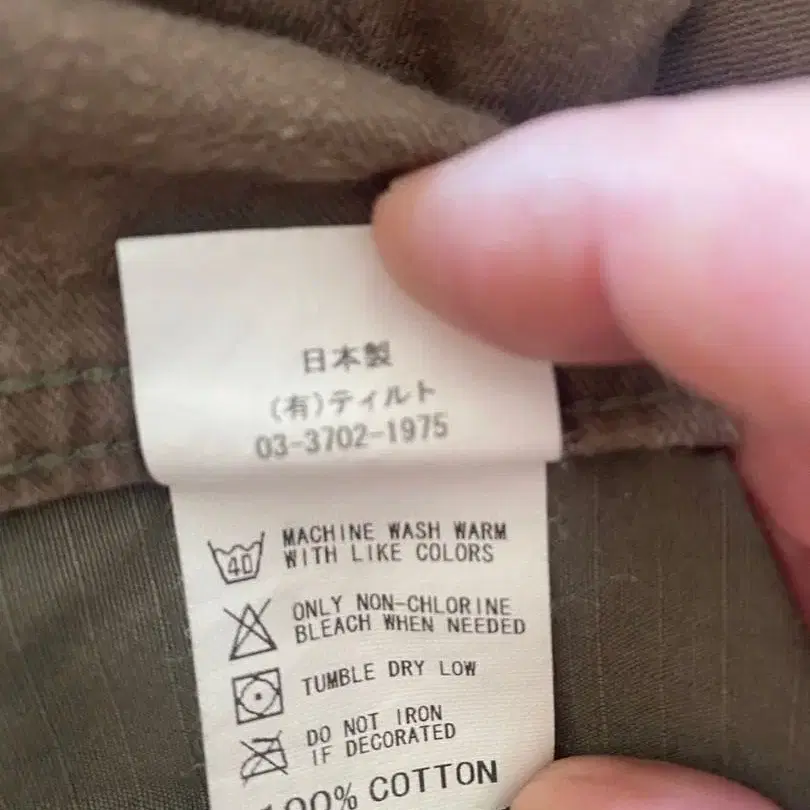 日本製
(有)ティルト
03-3702-1975
40
MACHINE WASH WARM
WITH LIKE COLORS
ONLY NON-CHLORINE
BLEACH WHEN NEEDED
TUMBLE DRY LOW
DO NOT IRON
IF DECORATED
100% COTTON